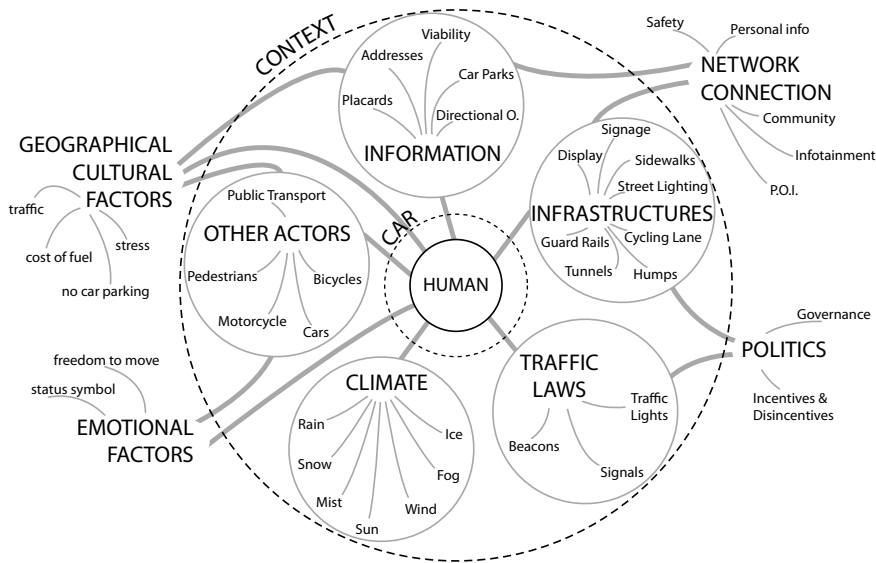 CONTEXT
Viability
Addresses
Car Parks
Placards
Directional O.
INFORMATION
Safety
Personal info
NETWORK
CONNECTION
Community
Infotainment
P.O.I.
GEOGRAPHICAL
CULTURAL
FACTORS
traffic
stress
cost of fuel
no car parking
Public Transport
OTHER ACTORS
Pedestrians
Bicycles
Motorcycle
Cars
CAR
HUMAN
Signage
Display
Sidewalks
Street Lighting
INFRASTRUCTURES
Guard Rails
Cycling Lane
Tunnels
Humps
Governance
POLITICS
Incentives &
Disincentives
freedom to move
status symbol
EMOTIONAL
FACTORS
CLIMATE
Rain
Ice
Snow
Fog
Mist
Wind
Sun
TRAFFIC
LAWS
Traffic
Lights
Beacons
Signals